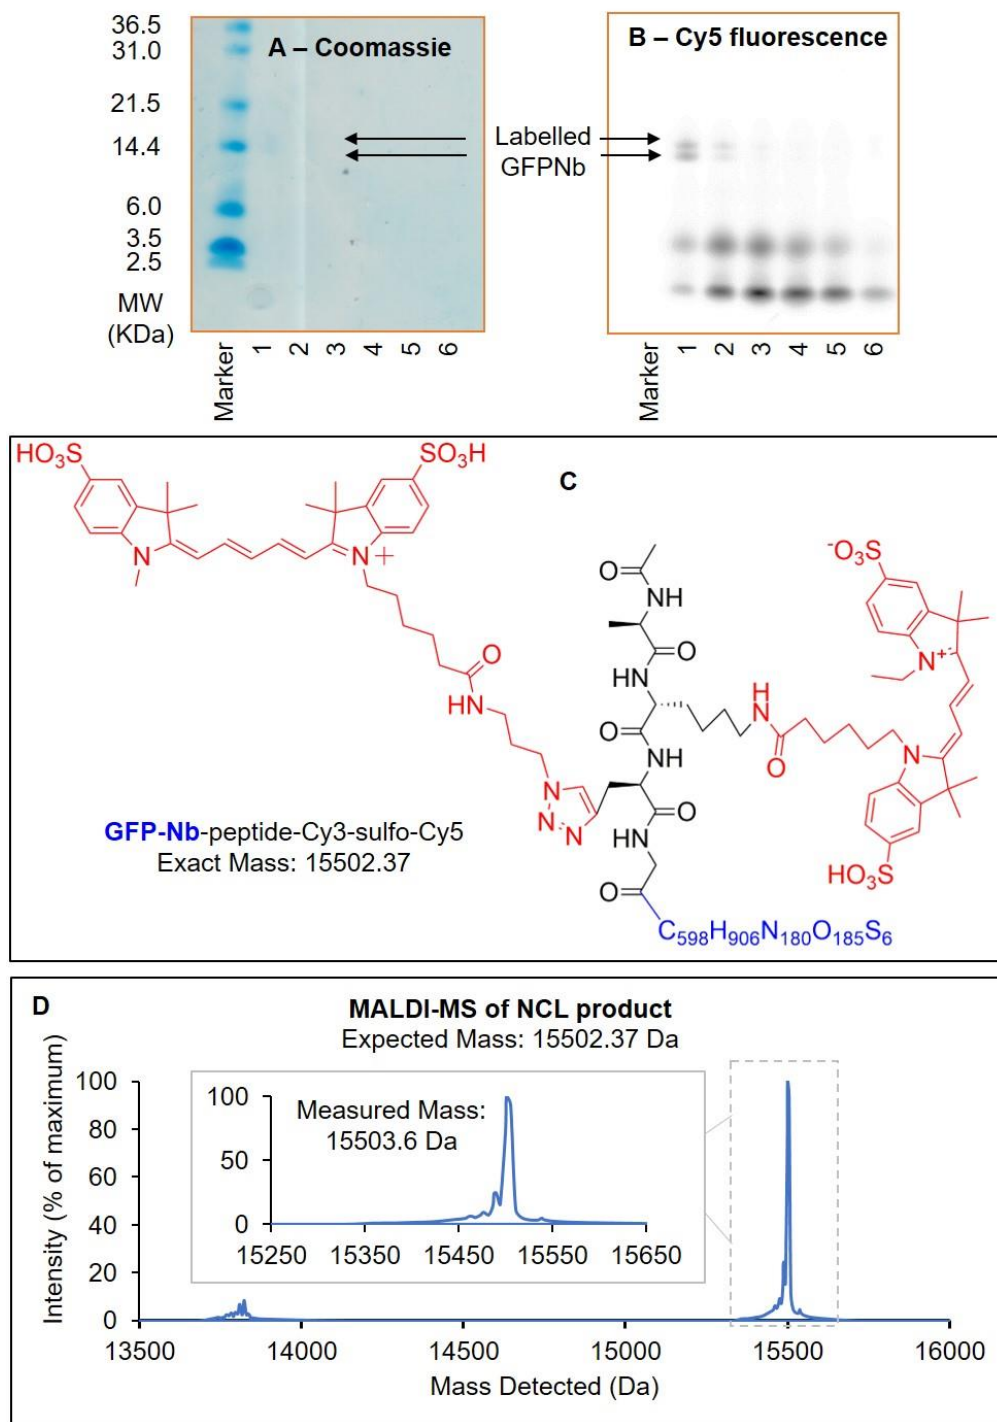 36.5
31.0
21.5
14.4
6.0
3.5
2.5
MW
(KDa)
A – Coomassie
Marker
1
2
3
4
5
6
Labelled
GFPNb
B – Cy5 fluorescence
Marker
1
2
3
4
5
6
C
HO₃S
SO₃H
N
N
+
O
HN
N
N
N
O
NH
O
HN
O
NH
O
HN
O
H
N
O
⁻O₃S
N⁺
N
HO₃S
GFP-Nb-peptide-Cy3-sulfo-Cy5
Exact Mass: 15502.37
C₅₉₈H₉₀₆N₁₈₀O₁₈₅S₆
D
MALDI-MS of NCL product
Expected Mass: 15502.37 Da
Intensity (% of maximum)
100
80
60
40
20
0
Measured Mass:
15503.6 Da
100
50
0
15250 15350 15450 15550 15650
13500 14000 14500 15000 15500 16000
Mass Detected (Da)